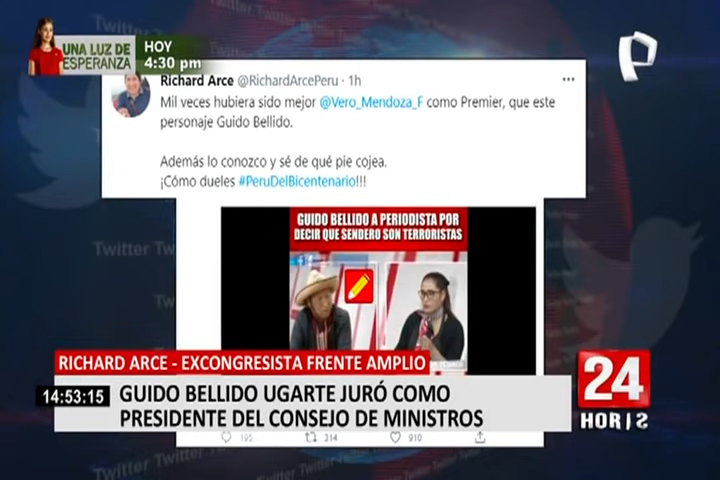 UNA LUZ DE
ESPERANZA
HOY
4:30 pm
Richard Arce @RichardArcePeru · 1h
Mil veces hubiera sido mejor @Vero_Mendoza_F como Premier, que este
personaje Guido Bellido.
Además lo conozco y sé de qué pie cojea.
¡Cómo dueles #PeruDelBicentenario!!!
GUIDO BELLIDO A PERIODISTA POR
DECIR QUE SENDERO SON TERRORISTAS
RICHARD ARCE - EXCONGRESISTA FRENTE AMPLIO
14:53:15
GUIDO BELLIDO UGARTE JURÓ COMO
PRESIDENTE DEL CONSEJO DE MINISTROS
24
195
314
910
Twitter
Twitter
Twitter